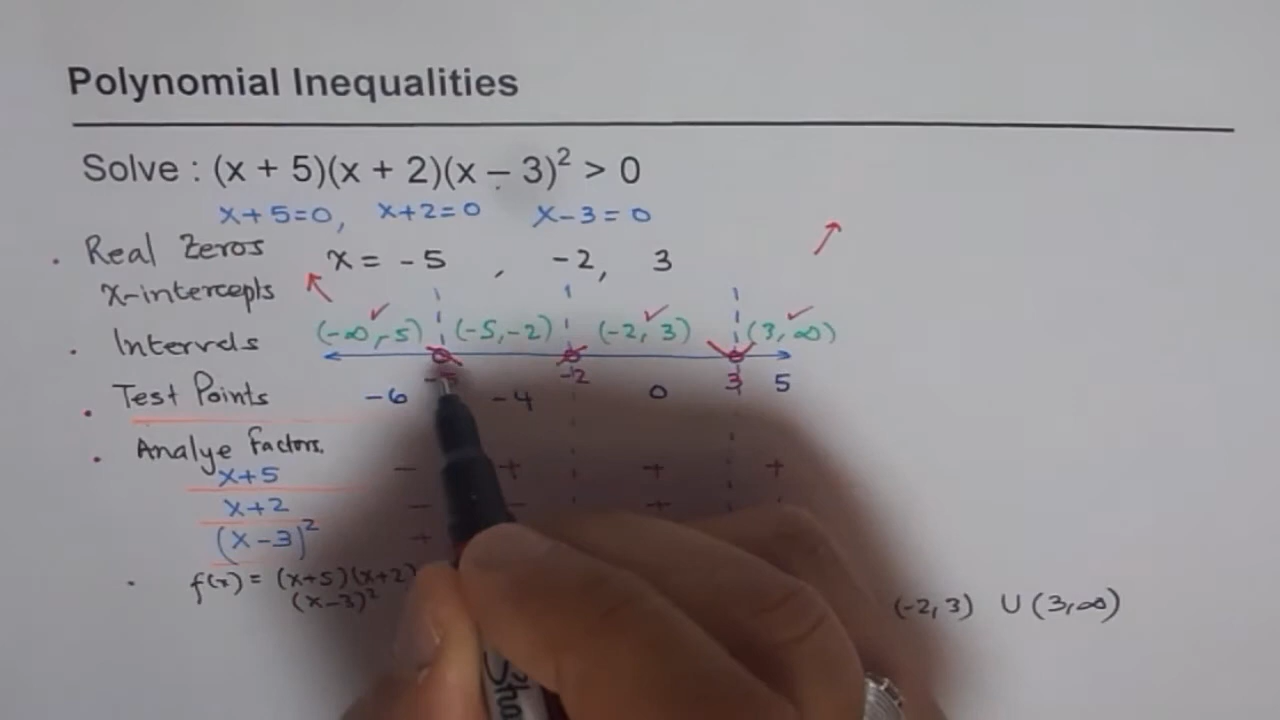 Polynomial Inequalities
Solve : (x + 5)(x + 2)(x − 3)² > 0
x+5=0, x+2=0 x−3=0
Real Zeros x = −5 , −2, 3
x-intercepts
(−∞,−5) (−5,−2) (−2, 3) (3,∞)
Intervals
−2 3 5
Test Points −6 −4 0
Analye factors.
x+5 − + + +
x+2 − − +
(x−3)² +
f(x) = (x+5)(x+2)
(x−3)² (−2,3) ∪ (3,∞)
Sha